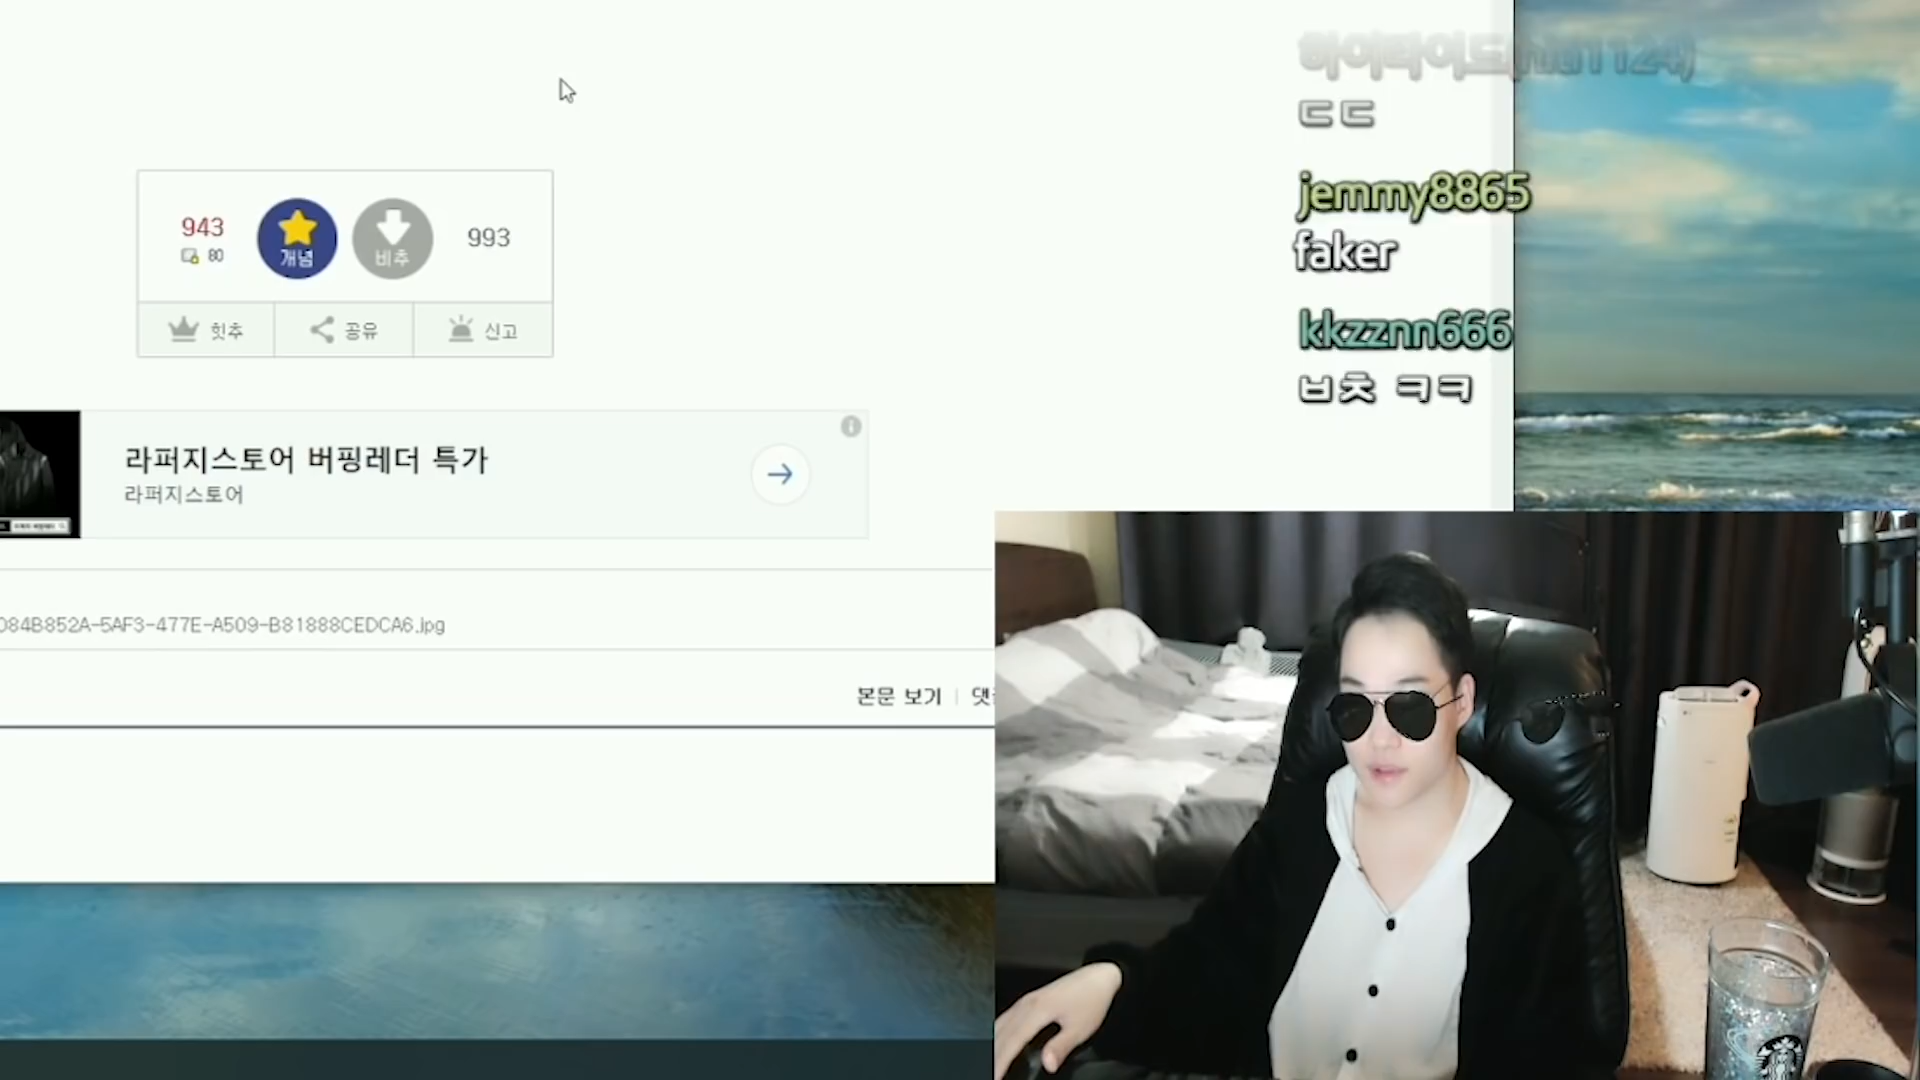 ㄷㄷ
jemmy8865
faker
kkzznn666
ㅂㅊ ㅋㅋ
943
80
개념
비추
993
힛추
공유
신고
라퍼지스토어 버핑레더 특가
라퍼지스토어
084B852A-5AF3-477E-A509-B81888CEDCA6.jpg
본문 보기